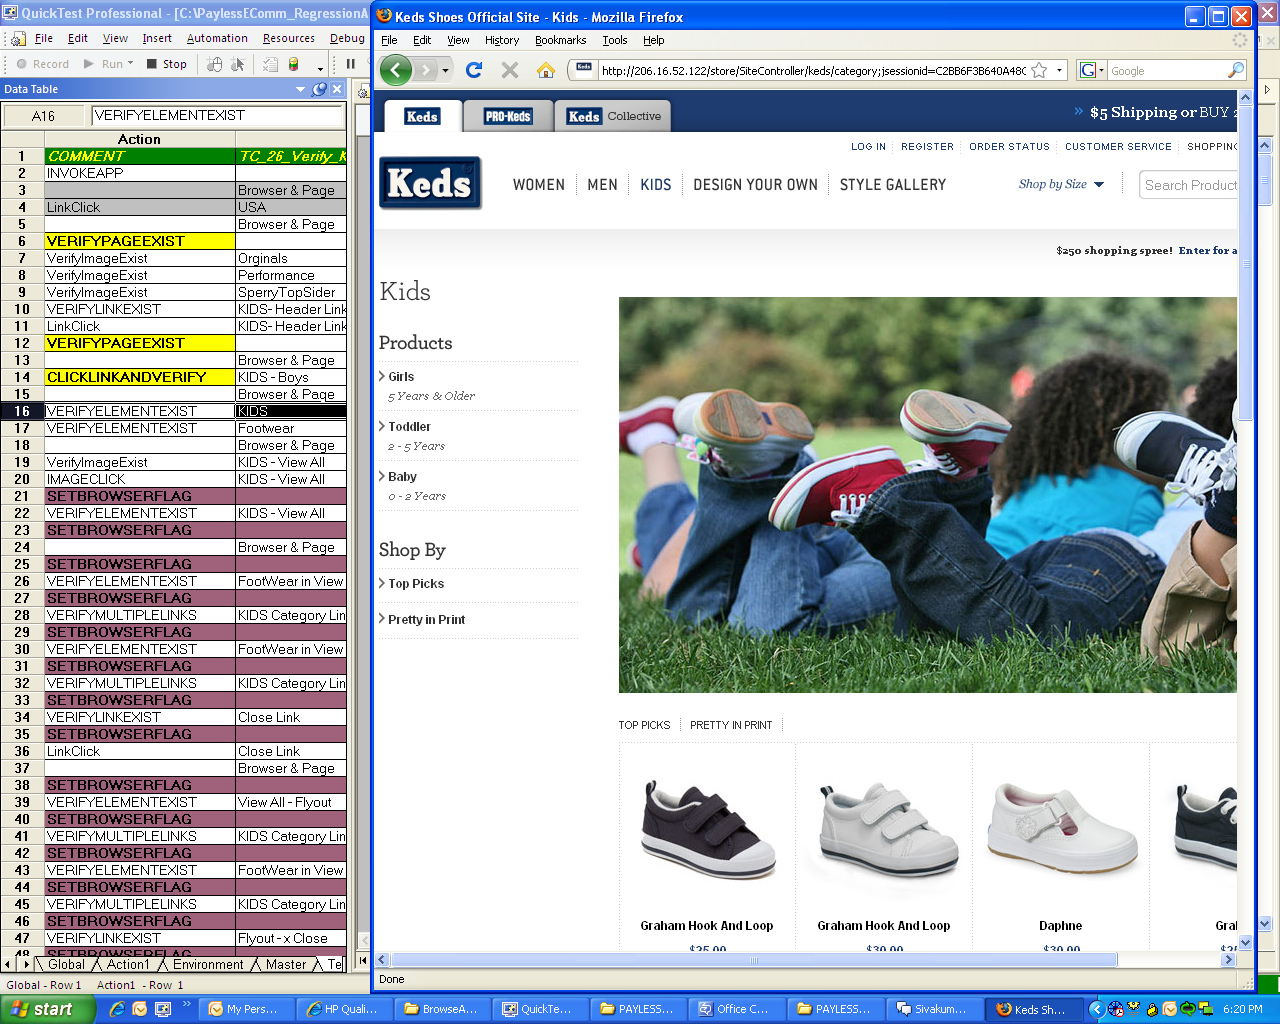 QuickTest Professional - [C:\PaylessEComm_RegressionA
File Edit View Insert Automation Resources Debug
Record Run Stop
Data Table
A16 VERIFYELEMENTEXIST
Action
1 COMMENT TC_26_Verify_K
2 INVOKEAPP
3 Browser & Page
4 LinkClick USA
5 Browser & Page
6 VERIFYPAGEEXIST
7 VerifyImageExist Orginals
8 VerifyImageExist Performance
9 VerifyImageExist SperryTopSider
10 VERIFYLINKEXIST KIDS- Header Link
11 LinkClick KIDS- Header Link
12 VERIFYPAGEEXIST
13 Browser & Page
14 CLICKLINKANDVERIFY KIDS - Boys
15 Browser & Page
16 VERIFYELEMENTEXIST KIDS
17 VERIFYELEMENTEXIST Footwear
18 Browser & Page
19 VerifyImageExist KIDS - View All
20 IMAGECLICK KIDS - View All
21 SETBROWSERFLAG
22 VERIFYELEMENTEXIST KIDS - View All
23 SETBROWSERFLAG
24 Browser & Page
25 SETBROWSERFLAG
26 VERIFYELEMENTEXIST FootWear in View
27 SETBROWSERFLAG
28 VERIFYMULTIPLELINKS KIDS Category Lin
29 SETBROWSERFLAG
30 VERIFYELEMENTEXIST FootWear in View
31 SETBROWSERFLAG
32 VERIFYMULTIPLELINKS KIDS Category Lin
33 SETBROWSERFLAG
34 VERIFYLINKEXIST Close Link
35 SETBROWSERFLAG
36 LinkClick Close Link
37 Browser & Page
38 SETBROWSERFLAG
39 VERIFYELEMENTEXIST View All - Flyout
40 SETBROWSERFLAG
41 VERIFYMULTIPLELINKS KIDS Category Lin
42 SETBROWSERFLAG
43 VERIFYELEMENTEXIST FootWear in View
44 SETBROWSERFLAG
45 VERIFYMULTIPLELINKS KIDS Category Lin
46 SETBROWSERFLAG
47 VERIFYLINKEXIST Flyout - x Close
48 SETBROWSERFLAG
Global Action1 Environment Master Te
Global - Row 1 Action1 - Row 1
Keds Shoes Official Site - Kids - Mozilla Firefox
File Edit View History Bookmarks Tools Help
http://206.16.52.122/store/SiteController/keds/category;jsessionid=C2BB6F3B640A48C
Google
Keds PRO-Keds Keds Collective
» $5 Shipping or BUY 2
LOG IN REGISTER ORDER STATUS CUSTOMER SERVICE SHOPPING
Keds
WOMEN MEN KIDS DESIGN YOUR OWN STYLE GALLERY Shop by Size Search Product
$250 shopping spree! Enter for a
Kids
Products
Girls
5 Years & Older
Toddler
2 - 5 Years
Baby
0 - 2 Years
Shop By
Top Picks
Pretty in Print
TOP PICKS PRETTY IN PRINT
Graham Hook And Loop Graham Hook And Loop Daphne Gra
$25.00 $30.00 $30.00
Done
start My Pers... HP Quali... BrowseA... QuickTe... PAYLESS... Office C... PAYLESS... Sivakum... Keds Sh... 6:20 PM